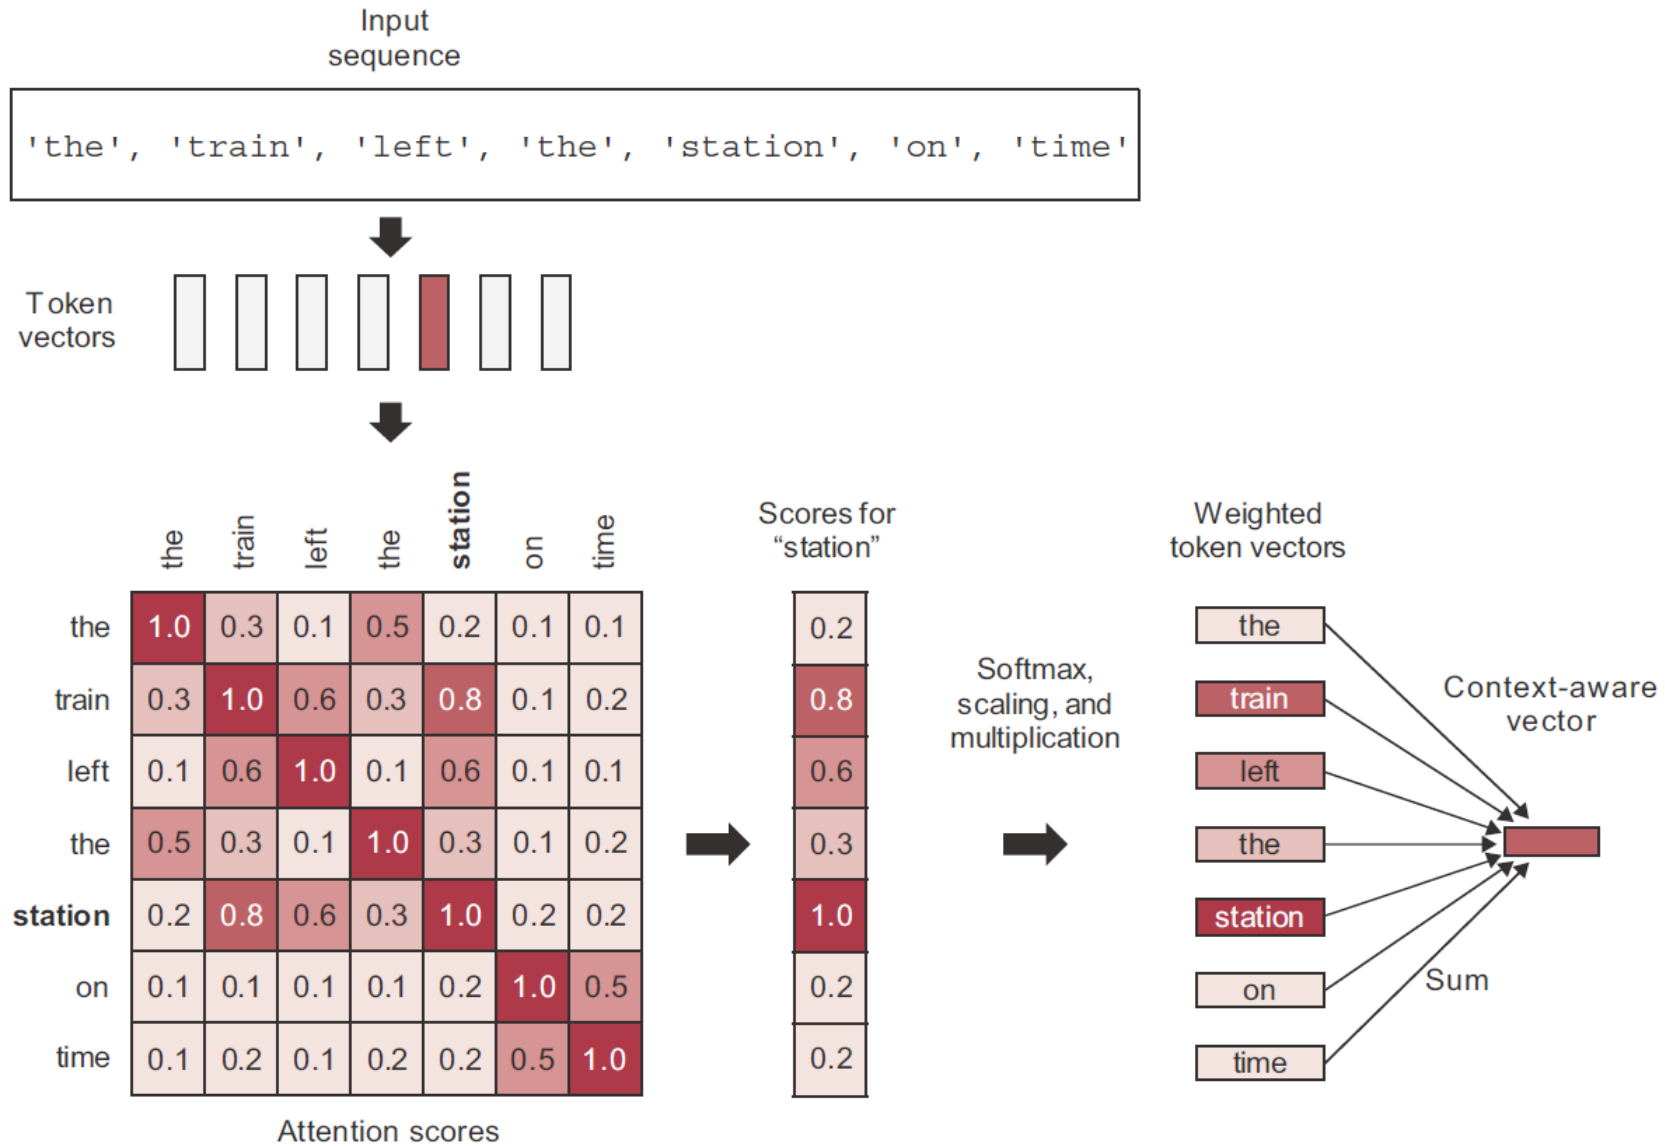 Input
sequence
'the', 'train', 'left', 'the', 'station', 'on', 'time'
Token
vectors
the train left the station on time
the 1.0 0.3 0.1 0.5 0.2 0.1 0.1
train 0.3 1.0 0.6 0.3 0.8 0.1 0.2
left 0.1 0.6 1.0 0.1 0.6 0.1 0.1
the 0.5 0.3 0.1 1.0 0.3 0.1 0.2
station 0.2 0.8 0.6 0.3 1.0 0.2 0.2
on 0.1 0.1 0.1 0.1 0.2 1.0 0.5
time 0.1 0.2 0.1 0.2 0.2 0.5 1.0
Attention scores
Scores for
“station”
0.2
0.8
0.6
0.3
1.0
0.2
0.2
Softmax,
scaling, and
multiplication
Weighted
token vectors
the
train
left
the
station
on
time
Sum
Context-aware
vector